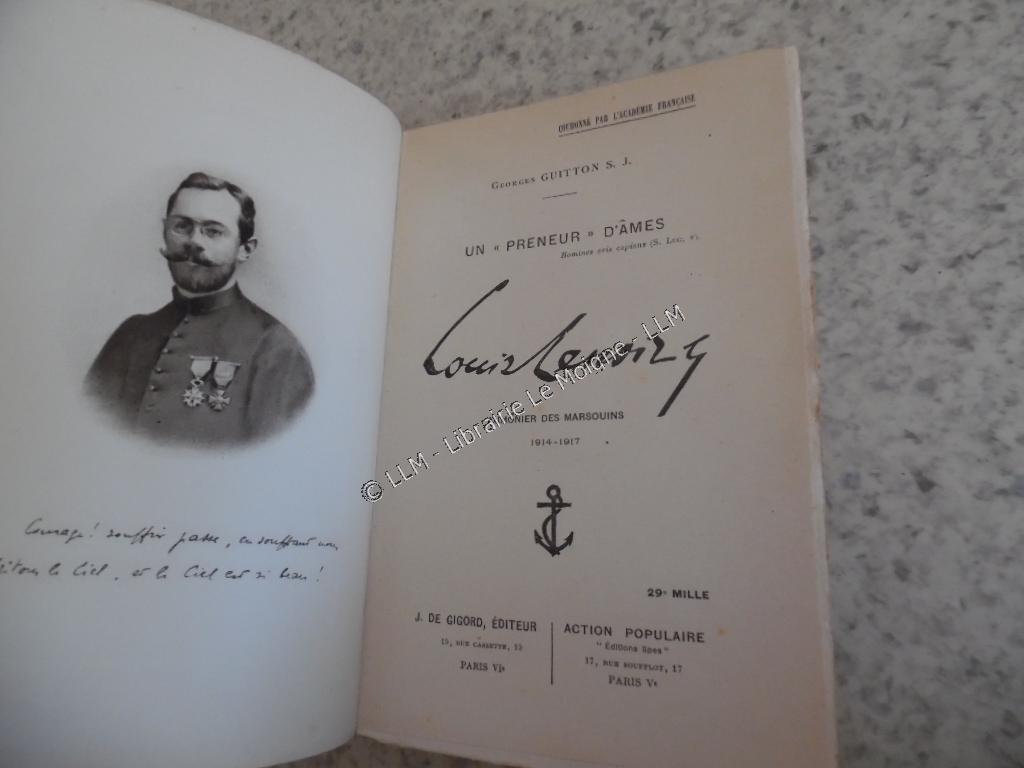 Courage! souffrir passe, en souffrant nous
le Ciel, et le Ciel est si beau!
COURONNÉ PAR L'ACADÉMIE FRANÇAISE
GEORGES GUITTON S. J.
UN « PRENEUR » D'ÂMES
Homines eris capiens (S. LUC, V).
Louis Lenoir s.j.
MONIER DES MARSOUINS
1914-1917
© LLM - Librairie Le Moigne - LLM
29e MILLE
J. DE GIGORD, ÉDITEUR
15, RUE CASSETTE, 15
PARIS VIe
ACTION POPULAIRE
"Éditions Spes"
17, RUE SOUFFLOT, 17
PARIS Ve